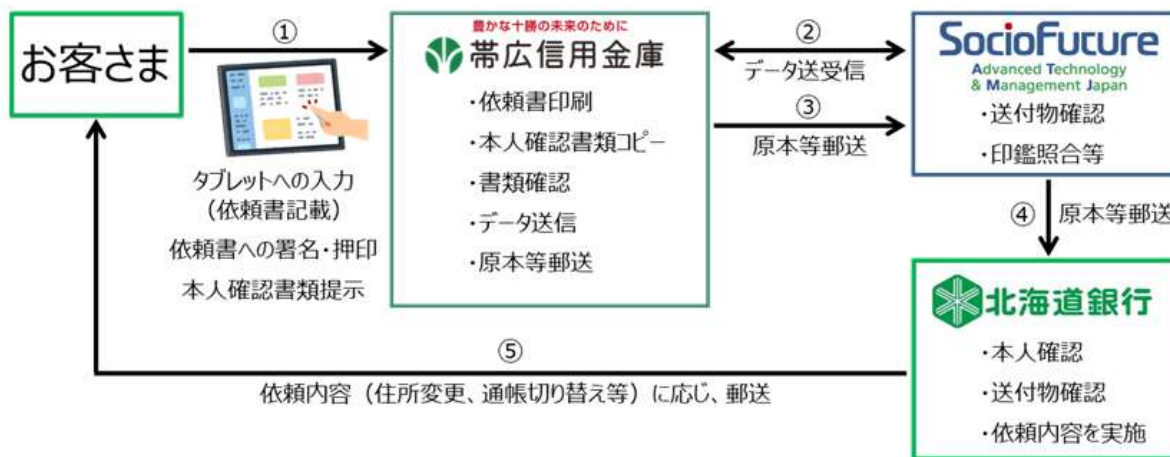 お客さま
①
タブレットへの入力
(依頼書記載)
依頼書への署名・押印
本人確認書類提示
豊かな十勝の未来のために
帯広信用金庫
・依頼書印刷
・本人確認書類コピー
・書類確認
・データ送信
・原本等郵送
②
データ送受信
③
原本等郵送
SocioFuture
Advanced Technology
& Management Japan
・送付物確認
・印鑑照合等
④ 原本等郵送
北海道銀行
・本人確認
・送付物確認
・依頼内容を実施
⑤
依頼内容(住所変更、通帳切り替え等)に応じ、郵送